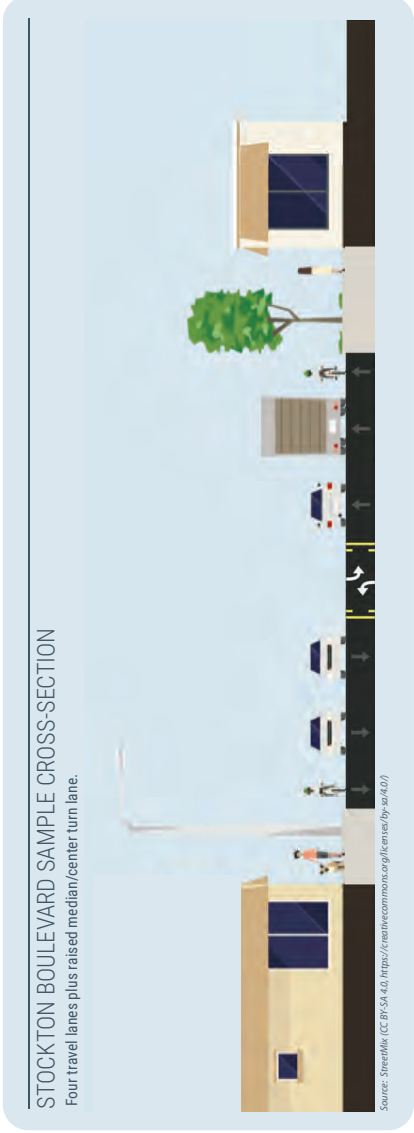 STOCKTON BOULEVARD SAMPLE CROSS-SECTION
Four travel lanes plus raised median/center turn lane.
Source: StreetMix (CC BY-SA 4.0, https://creativecommons.org/licenses/by-sa/4.0/)